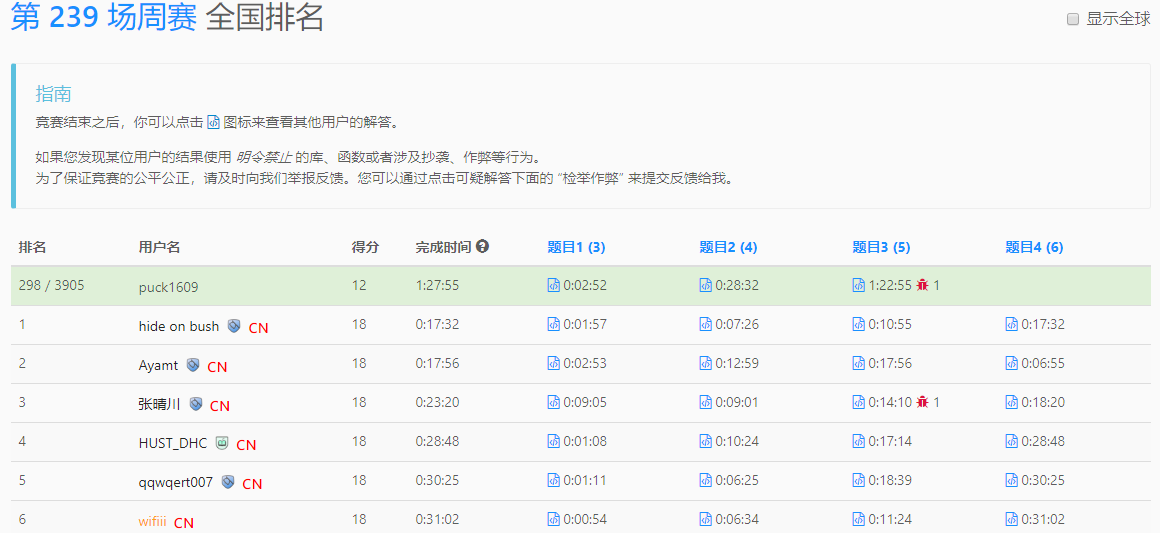 第 239 场周赛 全国排名
显示全球
指南
竞赛结束之后，你可以点击 图标来查看其他用户的解答。
如果您发现某位用户的结果使用 明令禁止 的库、函数或者涉及抄袭、作弊等行为。
为了保证竞赛的公平公正，请及时向我们举报反馈。您可以通过点击可疑解答下面的 “检举作弊” 来提交反馈给我。
排名 用户名 得分 完成时间 题目1 (3) 题目2 (4) 题目3 (5) 题目4 (6)
298 / 3905 puck1609 12 1:27:55 0:02:52 0:28:32 1:22:55 1
1 hide on bush CN 18 0:17:32 0:01:57 0:07:26 0:10:55 0:17:32
2 Ayamt CN 18 0:17:56 0:02:53 0:12:59 0:17:56 0:06:55
3 张晴川 CN 18 0:23:20 0:09:05 0:09:01 0:14:10 1 0:18:20
4 HUST_DHC CN 18 0:28:48 0:01:08 0:10:24 0:17:14 0:28:48
5 qqwqert007 CN 18 0:30:25 0:01:11 0:06:25 0:18:39 0:30:25
6 wifiii CN 18 0:31:02 0:00:54 0:06:34 0:11:24 0:31:02